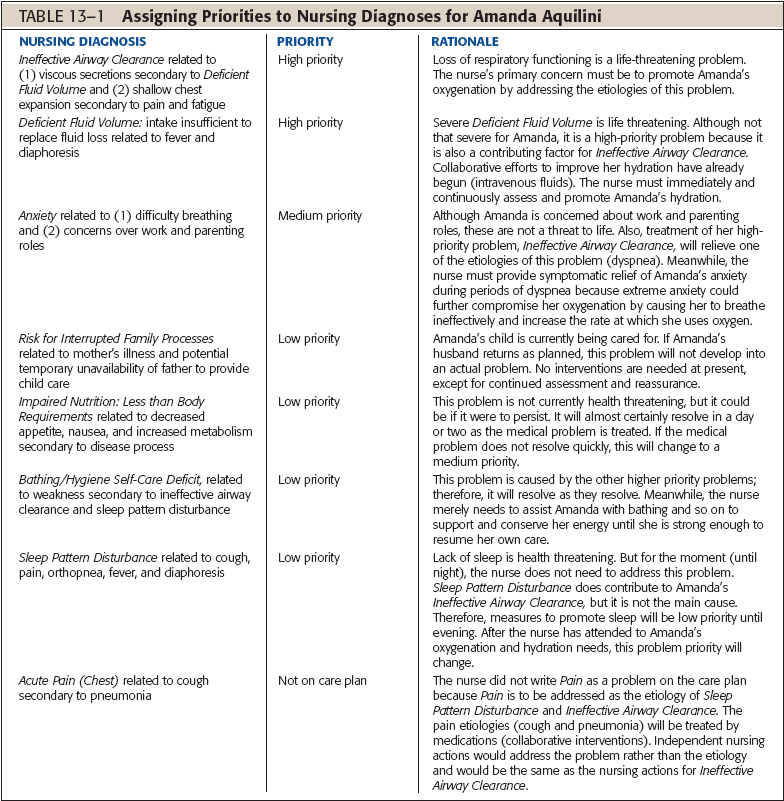 TABLE 13–1 Assigning Priorities to Nursing Diagnoses for Amanda Aquilini
NURSING DIAGNOSIS PRIORITY RATIONALE
Ineffective Airway Clearance related to
(1) viscous secretions secondary to Deficient
Fluid Volume and (2) shallow chest
expansion secondary to pain and fatigue
High priority
Loss of respiratory functioning is a life-threatening problem.
The nurse's primary concern must be to promote Amanda's
oxygenation by addressing the etiologies of this problem.
Deficient Fluid Volume: intake insufficient to
replace fluid loss related to fever and
diaphoresis
High priority
Severe Deficient Fluid Volume is life threatening. Although not
that severe for Amanda, it is a high-priority problem because it
is also a contributing factor for Ineffective Airway Clearance.
Collaborative efforts to improve her hydration have already
begun (intravenous fluids). The nurse must immediately and
continuously assess and promote Amanda's hydration.
Anxiety related to (1) difficulty breathing
and (2) concerns over work and parenting
roles
Medium priority
Although Amanda is concerned about work and parenting
roles, these are not a threat to life. Also, treatment of her high-
priority problem, Ineffective Airway Clearance, will relieve one
of the etiologies of this problem (dyspnea). Meanwhile, the
nurse must provide symptomatic relief of Amanda's anxiety
during periods of dyspnea because extreme anxiety could
further compromise her oxygenation by causing her to breathe
ineffectively and increase the rate at which she uses oxygen.
Risk for Interrupted Family Processes
related to mother's illness and potential
temporary unavailability of father to provide
child care
Low priority
Amanda's child is currently being cared for. If Amanda's
husband returns as planned, this problem will not develop into
an actual problem. No interventions are needed at present,
except for continued assessment and reassurance.
Impaired Nutrition: Less than Body
Requirements related to decreased
appetite, nausea, and increased metabolism
secondary to disease process
Low priority
This problem is not currently health threatening, but it could
be if it were to persist. It will almost certainly resolve in a day
or two as the medical problem is treated. If the medical
problem does not resolve quickly, this will change to a
medium priority.
Bathing/Hygiene Self-Care Deficit, related
to weakness secondary to ineffective airway
clearance and sleep pattern disturbance
Low priority
This problem is caused by the other higher priority problems;
therefore, it will resolve as they resolve. Meanwhile, the nurse
merely needs to assist Amanda with bathing and so on to
support and conserve her energy until she is strong enough to
resume her own care.
Sleep Pattern Disturbance related to cough,
pain, orthopnea, fever, and diaphoresis
Low priority
Lack of sleep is health threatening. But for the moment (until
night), the nurse does not need to address this problem.
Sleep Pattern Disturbance does contribute to Amanda's
Ineffective Airway Clearance, but it is not the main cause.
Therefore, measures to promote sleep will be low priority until
evening. After the nurse has attended to Amanda's
oxygenation and hydration needs, this problem priority will
change.
Acute Pain (Chest) related to cough
secondary to pneumonia
Not on care plan
The nurse did not write Pain as a problem on the care plan
because Pain is to be addressed as the etiology of Sleep
Pattern Disturbance and Ineffective Airway Clearance. The
pain etiologies (cough and pneumonia) will be treated by
medications (collaborative interventions). Independent nursing
actions would address the problem rather than the etiology
and would be the same as the nursing actions for Ineffective
Airway Clearance.